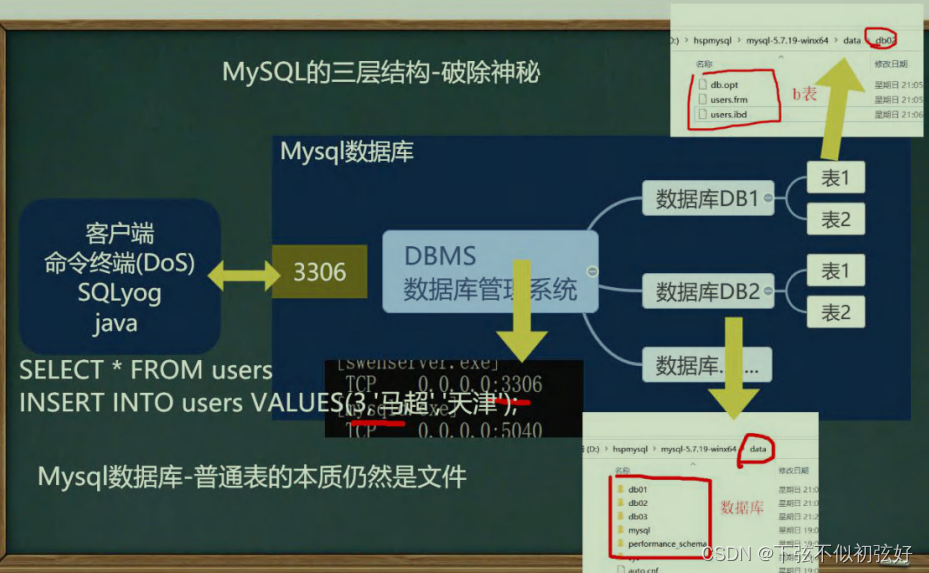 MySQL的三层结构-破除神秘
D:) > hspmysql > mysql-5.7.19-winx64 > data > db02
名称
修改日期
db.opt
星期日 21:05
users.frm
星期日 21:05
users.ibd
星期日 21:06
b表
Mysql数据库
客户端
命令终端(DoS)
SQLyog
java
3306
DBMS
数据库管理系统
数据库DB1
表1
表2
数据库DB2
表1
表2
数据库......
SELECT * FROM users
INSERT INTO users VALUES(3,'马超','天津');
[swenserver.exe]
TCP 0.0.0.0:3306
[mysqld.exe]
TCP 0.0.0.0:5040
Mysql数据库-普通表的本质仍然是文件
(D:) > hspmysql > mysql-5.7.19-winx64 > data
名称
修改日期
db01
星期日 21:0
db02
星期日 21:0
db03
星期日 21:2
mysql
星期日 19:0
performance_schema
数据库
auto.cnf
星期日 19:0
CSDN @下弦不似初弦好